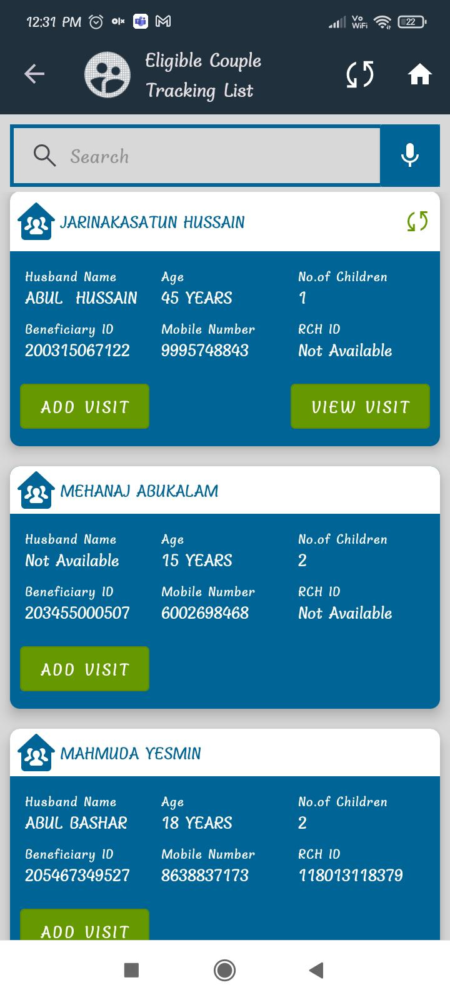 12:31 PM olx Vo WiFi 22
Eligible Couple
Tracking List
Search
JARINAKASATUN HUSSAIN
Husband Name Age No.of Children
ABUL HUSSAIN 45 YEARS 1
Beneficiary ID Mobile Number RCH ID
200315067122 9995748843 Not Available
ADD VISIT VIEW VISIT
MEHANAJ ABUKALAM
Husband Name Age No.of Children
Not Available 15 YEARS 2
Beneficiary ID Mobile Number RCH ID
203455000507 6002698468 Not Available
ADD VISIT
MAHMUDA YESMIN
Husband Name Age No.of Children
ABUL BASHAR 18 YEARS 2
Beneficiary ID Mobile Number RCH ID
205467349527 8638837173 118013118379
ADD VISIT